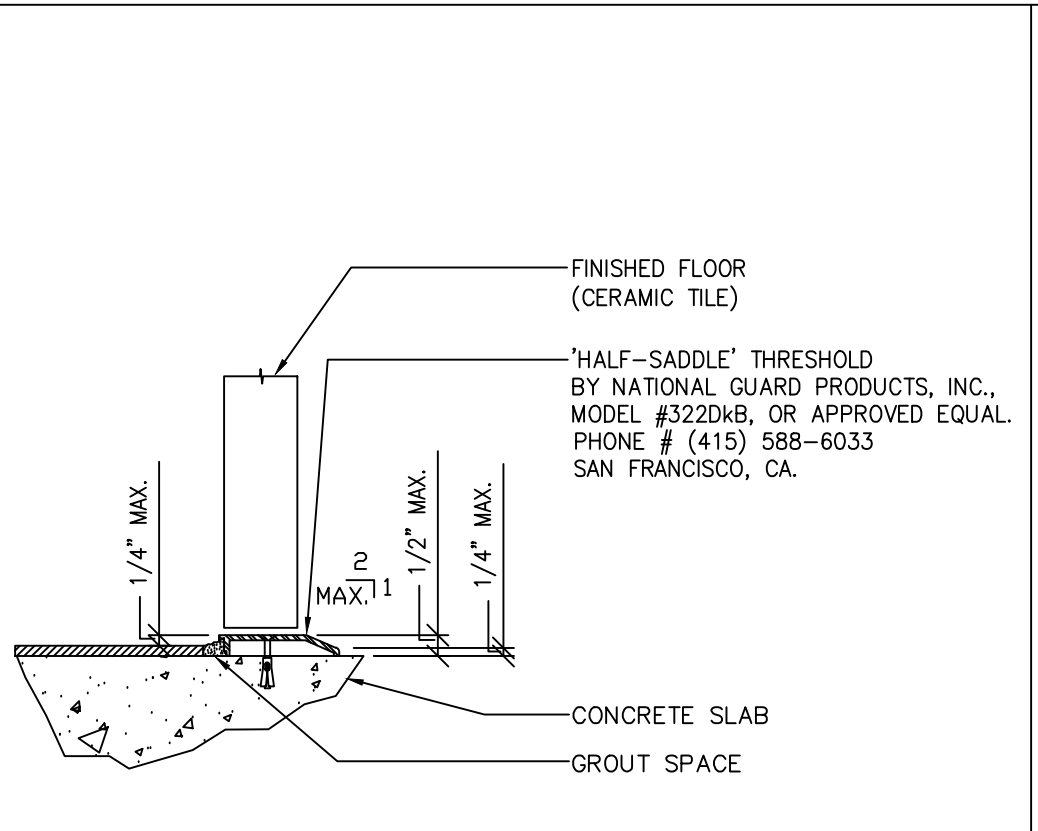 FINISHED FLOOR
(CERAMIC TILE)
'HALF-SADDLE' THRESHOLD
BY NATIONAL GUARD PRODUCTS, INC.,
MODEL #322DkB, OR APPROVED EQUAL.
PHONE # (415) 588-6033
SAN FRANCISCO, CA.
1/4" MAX.
2
MAX. 1
1/2" MAX.
1/4" MAX.
CONCRETE SLAB
GROUT SPACE